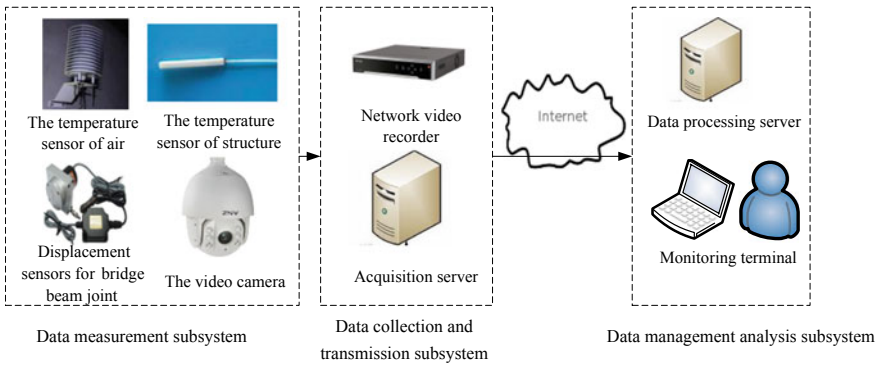 The temperature
sensor of air
The temperature
sensor of structure
Displacement
sensors for bridge
beam joint
The video camera
Data measurement subsystem
Network video
recorder
Acquisition server
Data collection and
transmission subsystem
Internet
Data processing server
Monitoring terminal
Data management analysis subsystem